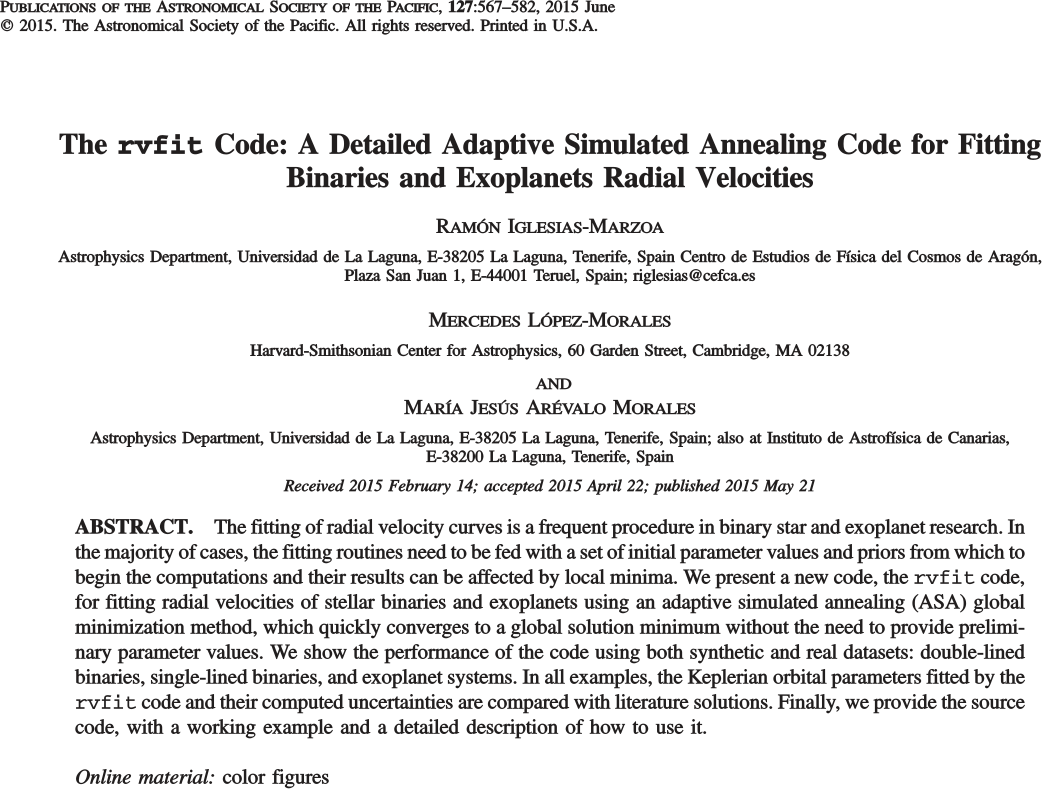 PUBLICATIONS OF THE ASTRONOMICAL SOCIETY OF THE PACIFIC, 127:567–582, 2015 June
© 2015. The Astronomical Society of the Pacific. All rights reserved. Printed in U.S.A.
The rvfit Code: A Detailed Adaptive Simulated Annealing Code for Fitting
Binaries and Exoplanets Radial Velocities
RAMÓN IGLESIAS-MARZOA
Astrophysics Department, Universidad de La Laguna, E-38205 La Laguna, Tenerife, Spain Centro de Estudios de Física del Cosmos de Aragón,
Plaza San Juan 1, E-44001 Teruel, Spain; riglesias@cefca.es
MERCEDES LÓPEZ-MORALES
Harvard-Smithsonian Center for Astrophysics, 60 Garden Street, Cambridge, MA 02138
AND
MARÍA JESÚS ARÉVALO MORALES
Astrophysics Department, Universidad de La Laguna, E-38205 La Laguna, Tenerife, Spain; also at Instituto de Astrofísica de Canarias,
E-38200 La Laguna, Tenerife, Spain
Received 2015 February 14; accepted 2015 April 22; published 2015 May 21
ABSTRACT. The fitting of radial velocity curves is a frequent procedure in binary star and exoplanet research. In
the majority of cases, the fitting routines need to be fed with a set of initial parameter values and priors from which to
begin the computations and their results can be affected by local minima. We present a new code, the rvfit code,
for fitting radial velocities of stellar binaries and exoplanets using an adaptive simulated annealing (ASA) global
minimization method, which quickly converges to a global solution minimum without the need to provide prelimi-
nary parameter values. We show the performance of the code using both synthetic and real datasets: double-lined
binaries, single-lined binaries, and exoplanet systems. In all examples, the Keplerian orbital parameters fitted by the
rvfit code and their computed uncertainties are compared with literature solutions. Finally, we provide the source
code, with a working example and a detailed description of how to use it.
Online material: color figures